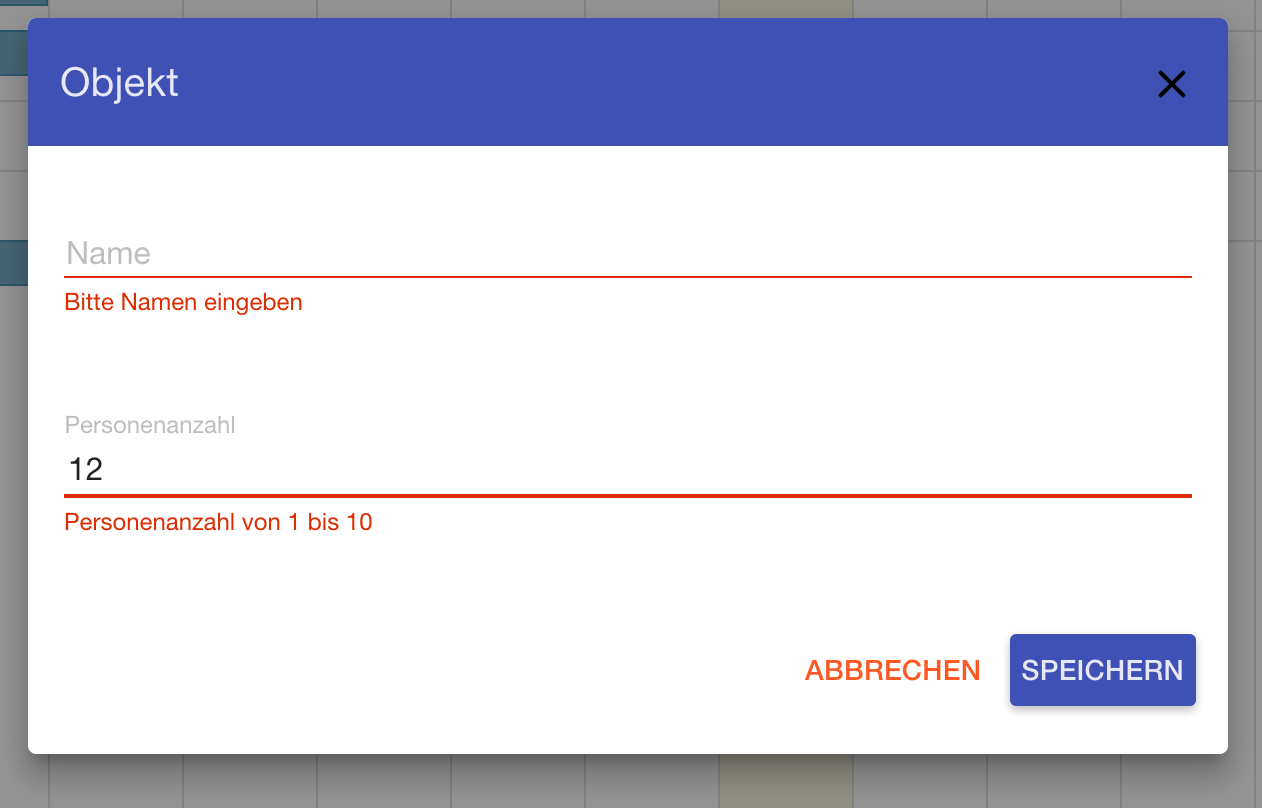 Objekt
Name
Bitte Namen eingeben
Personenanzahl
12
Personenanzahl von 1 bis 10
ABBRECHEN SPEICHERN